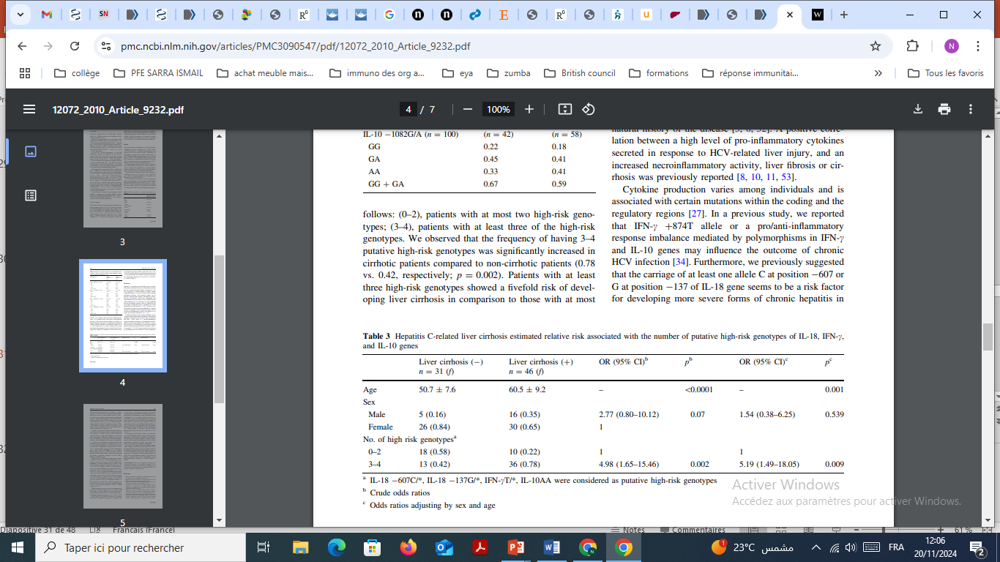 pmc.ncbi.nlm.nih.gov/articles/PMC3090547/pdf/12072_2010_Article_9232.pdf
N
collège
PFE SARRA ISMAIL
achat meuble mais...
immuno des org a...
eya
zumba
British council
formations
réponse immunitai...
Tous les favoris
12072_2010_Article_9232.pdf
4 / 7
100%
3
4
5
IL-10 −1082G/A (n = 100) (n = 42) (n = 58)
GG 0.22 0.18
GA 0.45 0.41
AA 0.33 0.41
GG + GA 0.67 0.59
follows: (0–2), patients with at most two high-risk geno-
types; (3–4), patients with at least three of the high-risk
genotypes. We observed that the frequency of having 3–4
putative high-risk genotypes was significantly increased in
cirrhotic patients compared to non-cirrhotic patients (0.78
vs. 0.42, respectively; p = 0.002). Patients with at least
three high-risk genotypes showed a fivefold risk of devel-
oping liver cirrhosis in comparison to those with at most
lation between a high level of pro-inflammatory cytokines
secreted in response to HCV-related liver injury, and an
increased necroinflammatory activity, liver fibrosis or cir-
rhosis was previously reported [8, 10, 11, 53].
Cytokine production varies among individuals and is
associated with certain mutations within the coding and the
regulatory regions [27]. In a previous study, we reported
that IFN-γ +874T allele or a pro/anti-inflammatory
response imbalance mediated by polymorphisms in IFN-γ
and IL-10 genes may influence the outcome of chronic
HCV infection [34]. Furthermore, we previously suggested
that the carriage of at least one allele C at position −607 or
G at position −137 of IL-18 gene seems to be a risk factor
for developing more severe forms of chronic hepatitis in
Table 3 Hepatitis C-related liver cirrhosis estimated relative risk associated with the number of putative high-risk genotypes of IL-18, IFN-γ,
and IL-10 genes
Liver cirrhosis (−) Liver cirrhosis (+) OR (95% CI)b pb OR (95% CI)c pc
n = 31 (f) n = 46 (f)
Age 50.7 ± 7.6 60.5 ± 9.2 – <0.0001 – 0.001
Sex
Male 5 (0.16) 16 (0.35) 2.77 (0.80–10.12) 0.07 1.54 (0.38–6.25) 0.539
Female 26 (0.84) 30 (0.65) 1
No. of high risk genotypesa
0–2 18 (0.58) 10 (0.22) 1 1
3–4 13 (0.42) 36 (0.78) 4.98 (1.65–15.46) 0.002 5.19 (1.49–18.05) 0.009
a IL-18 −607C/*, IL-18 −137G/*, IFN-γT/*, IL-10AA were considered as putative high-risk genotypes
b Crude odds ratios
c Odds ratios adjusting by sex and age
Activer Windows
Accédez aux paramètres pour activer Windows.
Diapositive 31 de 48 Français (France) Notes Commentaires 61 %
Taper ici pour rechercher
23°C مشمس
FRA
12:06
20/11/2024
2